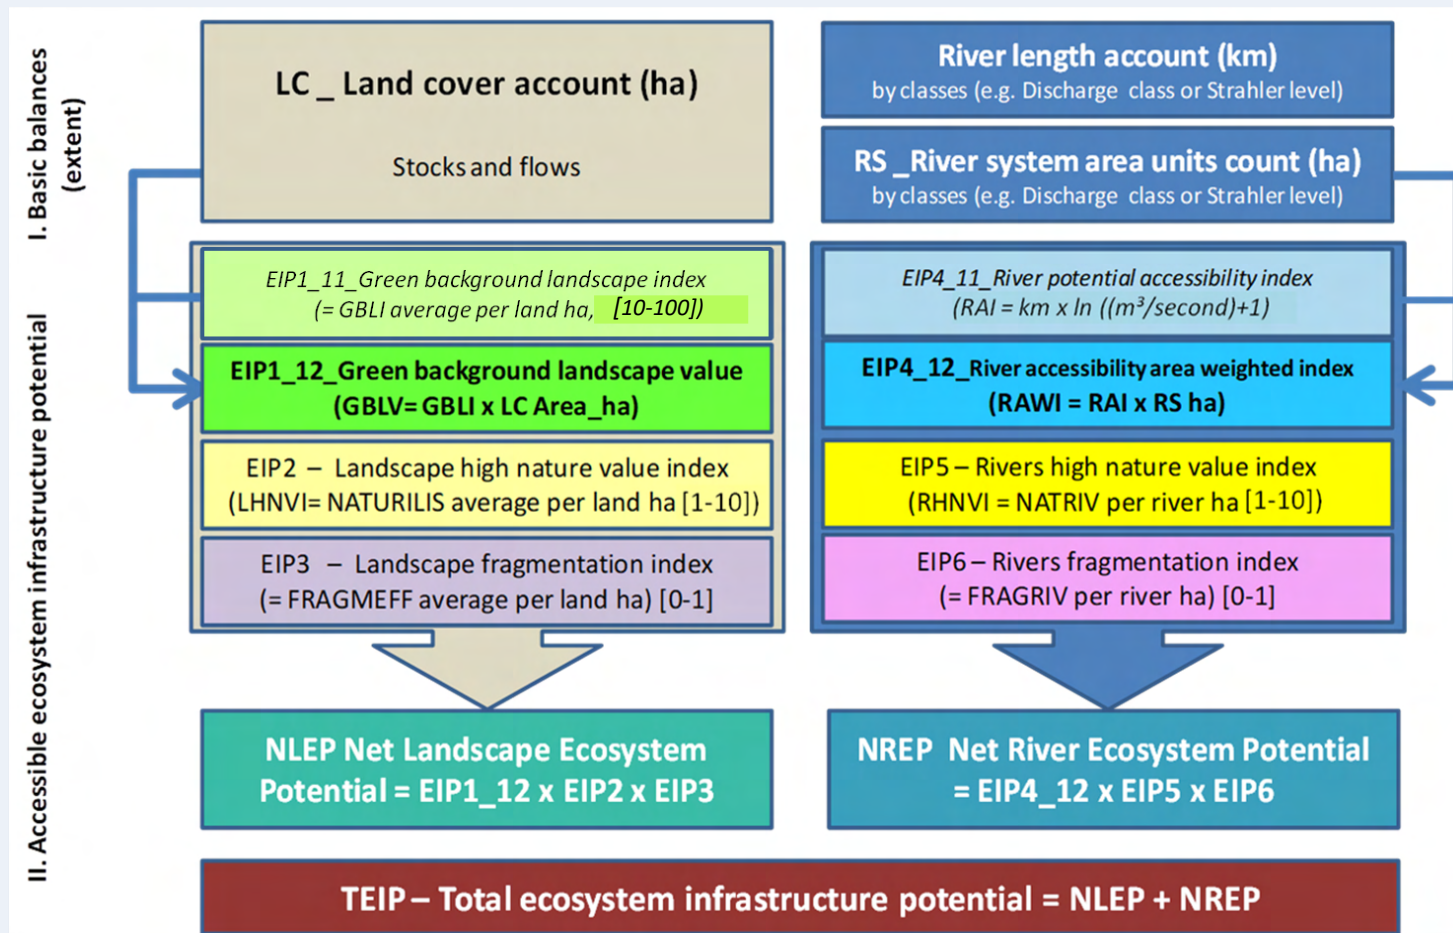 I. Basic balances
(extent)
LC _ Land cover account (ha)
Stocks and flows
River length account (km)
by classes (e.g. Discharge class or Strahler level)
RS _River system area units count (ha)
by classes (e.g. Discharge class or Strahler level)
II. Accessible ecosystem infrastructure potential
EIP1_11_Green background landscape index
(= GBLI average per land ha, [10-100])
EIP1_12_Green background landscape value
(GBLV= GBLI x LC Area_ha)
EIP2 – Landscape high nature value index
(LHNVI= NATURILIS average per land ha [1-10])
EIP3 – Landscape fragmentation index
(= FRAGMEFF average per land ha) [0-1]
EIP4_11_River potential accessibility index
(RAI = km x ln ((m³/second)+1)
EIP4_12_River accessibility area weighted index
(RAWI = RAI x RS ha)
EIP5 – Rivers high nature value index
(RHNVI = NATRIV per river ha [1-10])
EIP6 – Rivers fragmentation index
(= FRAGRIV per river ha) [0-1]
NLEP Net Landscape Ecosystem
Potential = EIP1_12 x EIP2 x EIP3
NREP Net River Ecosystem Potential
= EIP4_12 x EIP5 x EIP6
TEIP – Total ecosystem infrastructure potential = NLEP + NREP